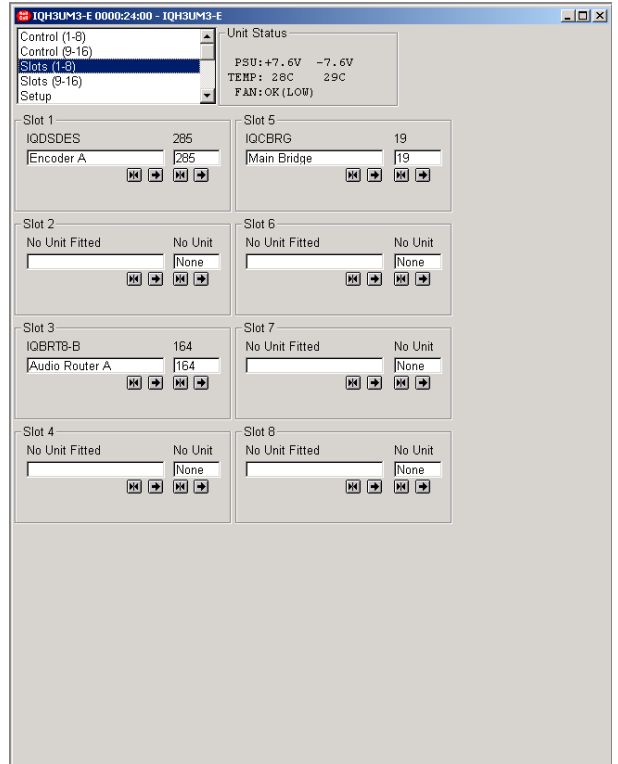 IQH3UM3-E 0000:24:00 - IQH3UM3-E
Control (1-8)
Control (9-16)
Slots (1-8)
Slots (9-16)
Setup
Unit Status
PSU:+7.6V -7.6V
TEMP: 28C 29C
FAN:OK(LOW)
Slot 1
IQDSDES 285
Encoder A 285
Slot 5
IQCBRG 19
Main Bridge 19
Slot 2
No Unit Fitted No Unit
None
Slot 6
No Unit Fitted No Unit
None
Slot 3
IQBRT8-B 164
Audio Router A 164
Slot 7
No Unit Fitted No Unit
None
Slot 4
No Unit Fitted No Unit
None
Slot 8
No Unit Fitted No Unit
None